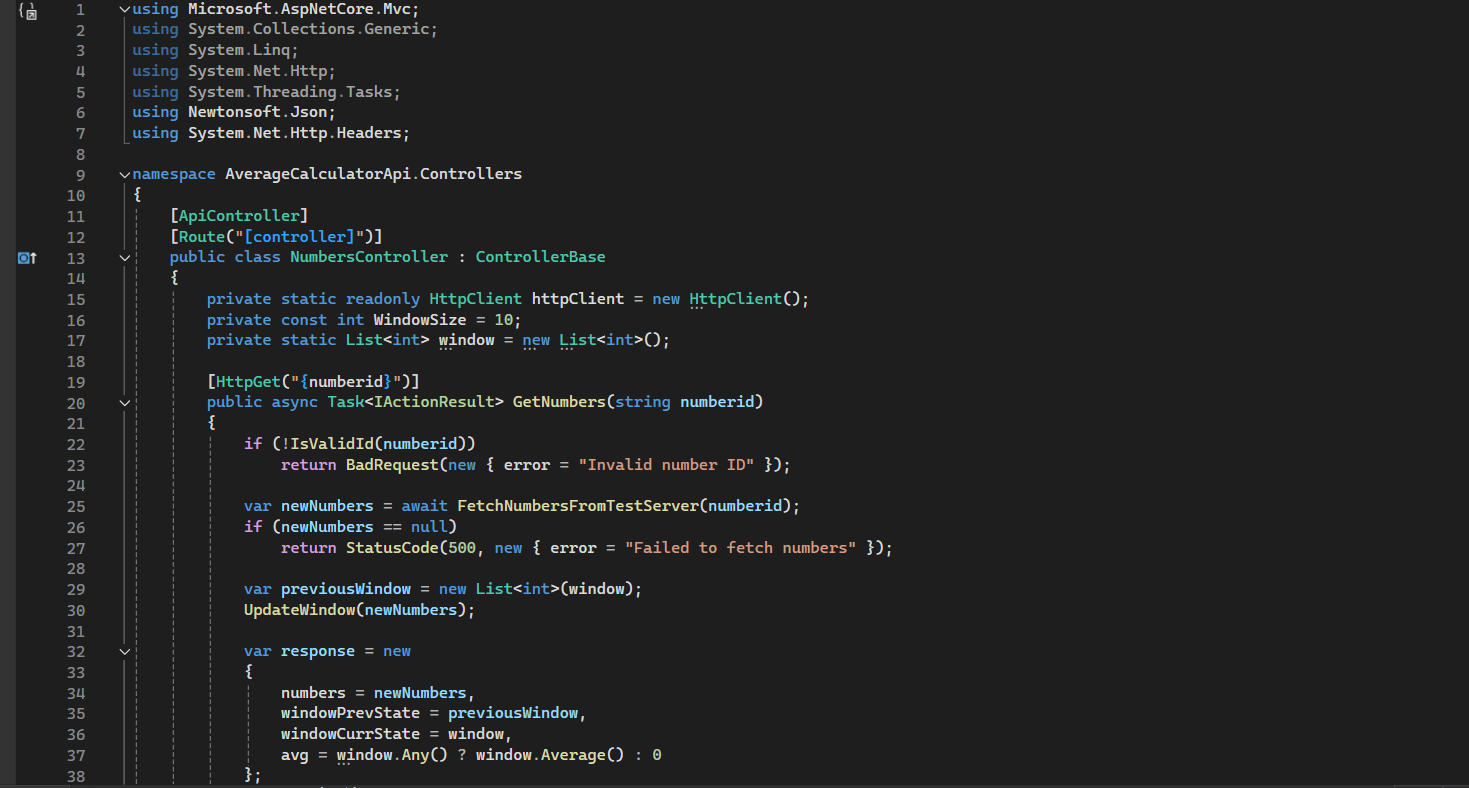 1 using Microsoft.AspNetCore.Mvc;
2 using System.Collections.Generic;
3 using System.Linq;
4 using System.Net.Http;
5 using System.Threading.Tasks;
6 using Newtonsoft.Json;
7 using System.Net.Http.Headers;
8
9 namespace AverageCalculatorApi.Controllers
10 {
11     [ApiController]
12     [Route("[controller]")]
13     public class NumbersController : ControllerBase
14     {
15         private static readonly HttpClient httpClient = new HttpClient();
16         private const int WindowSize = 10;
17         private static List<int> window = new List<int>();
18
19         [HttpGet("{numberid}")]
20         public async Task<IActionResult> GetNumbers(string numberid)
21         {
22             if (!IsValidId(numberid))
23                 return BadRequest(new { error = "Invalid number ID" });
24
25             var newNumbers = await FetchNumbersFromTestServer(numberid);
26             if (newNumbers == null)
27                 return StatusCode(500, new { error = "Failed to fetch numbers" });
28
29             var previousWindow = new List<int>(window);
30             UpdateWindow(newNumbers);
31
32             var response = new
33             {
34                 numbers = newNumbers,
35                 windowPrevState = previousWindow,
36                 windowCurrState = window,
37                 avg = window.Any() ? window.Average() : 0
38             };